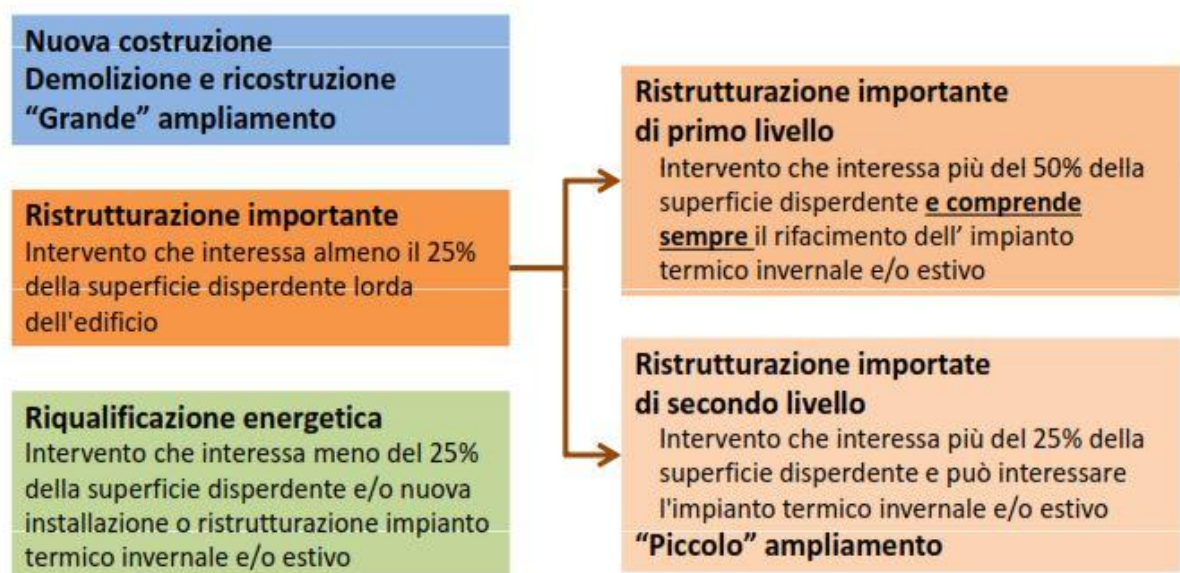 Nuova costruzione
Demolizione e ricostruzione
“Grande” ampliamento
Ristrutturazione importante
Intervento che interessa almeno il 25%
della superficie disperdente lorda
dell'edificio
Riqualificazione energetica
Intervento che interessa meno del 25%
della superficie disperdente e/o nuova
installazione o ristrutturazione impianto
termico invernale e/o estivo
Ristrutturazione importante
di primo livello
Intervento che interessa più del 50% della
superficie disperdente e comprende
sempre il rifacimento dell’ impianto
termico invernale e/o estivo
Ristrutturazione importate
di secondo livello
Intervento che interessa più del 25% della
superficie disperdente e può interessare
l'impianto termico invernale e/o estivo
“Piccolo” ampliamento